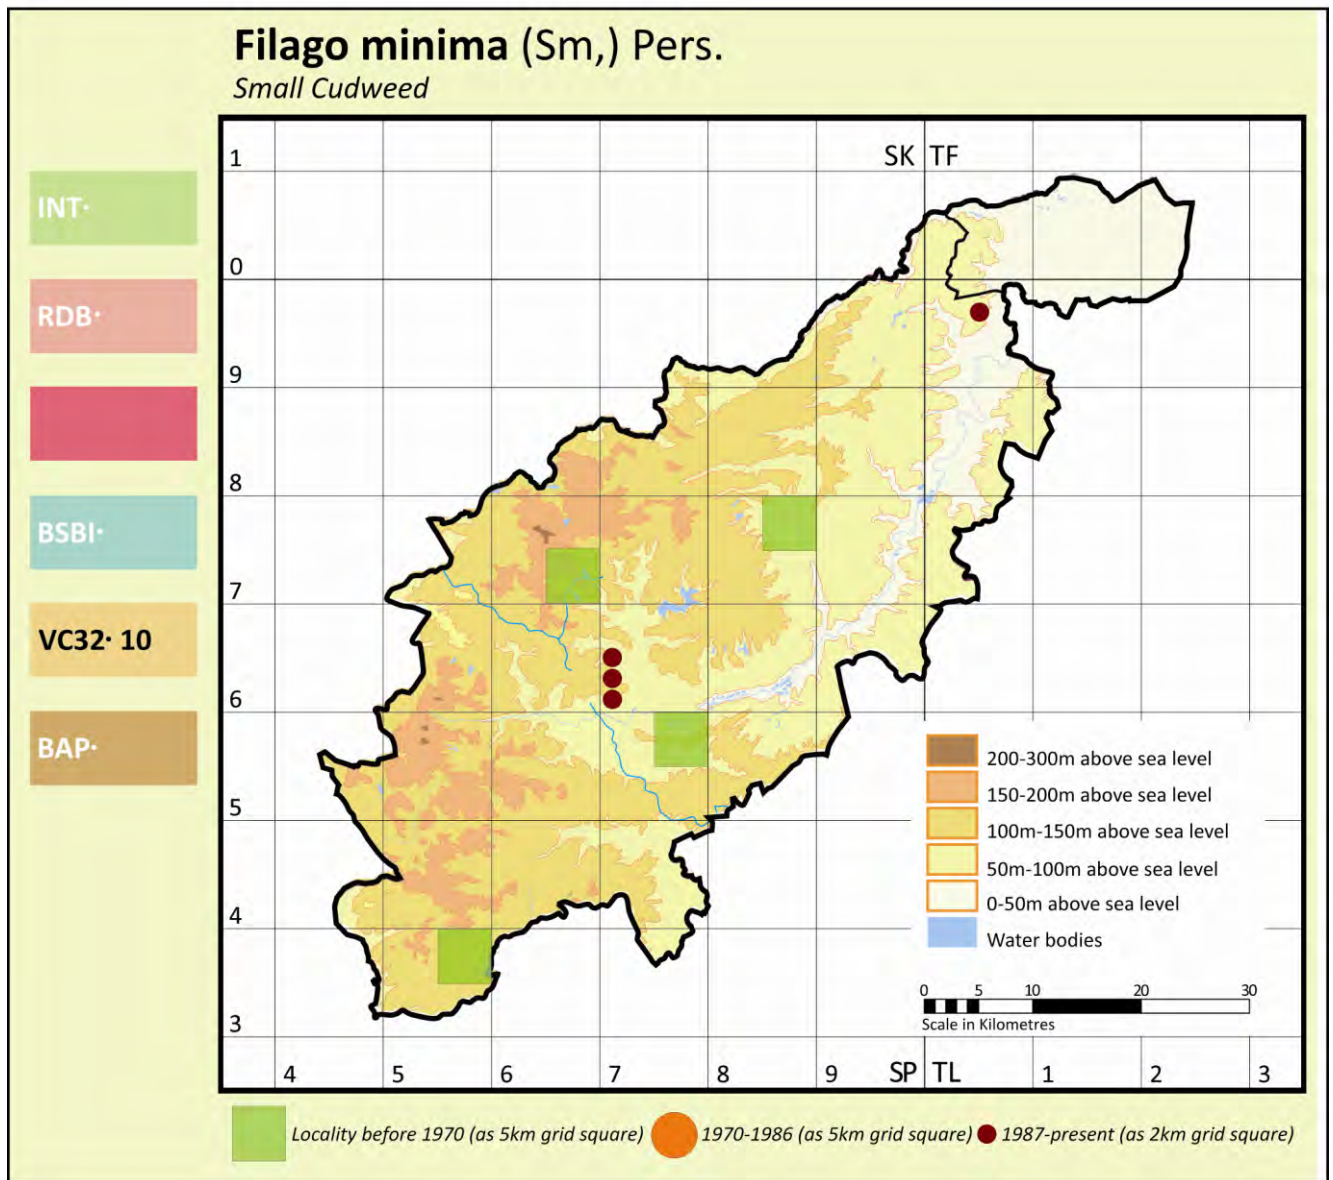 Filago minima (Sm,) Pers.
Small Cudweed
INT·
RDB·
BSBI·
VC32· 10
BAP·
SK TF
1
0
9
8
7
6
5
4
3
200-300m above sea level
150-200m above sea level
100m-150m above sea level
50m-100m above sea level
0-50m above sea level
Water bodies
0 5 10 20 30
Scale in Kilometres
4 5 6 7 8 9 SP TL 1 2 3
Locality before 1970 (as 5km grid square) 1970-1986 (as 5km grid square) 1987-present (as 2km grid square)